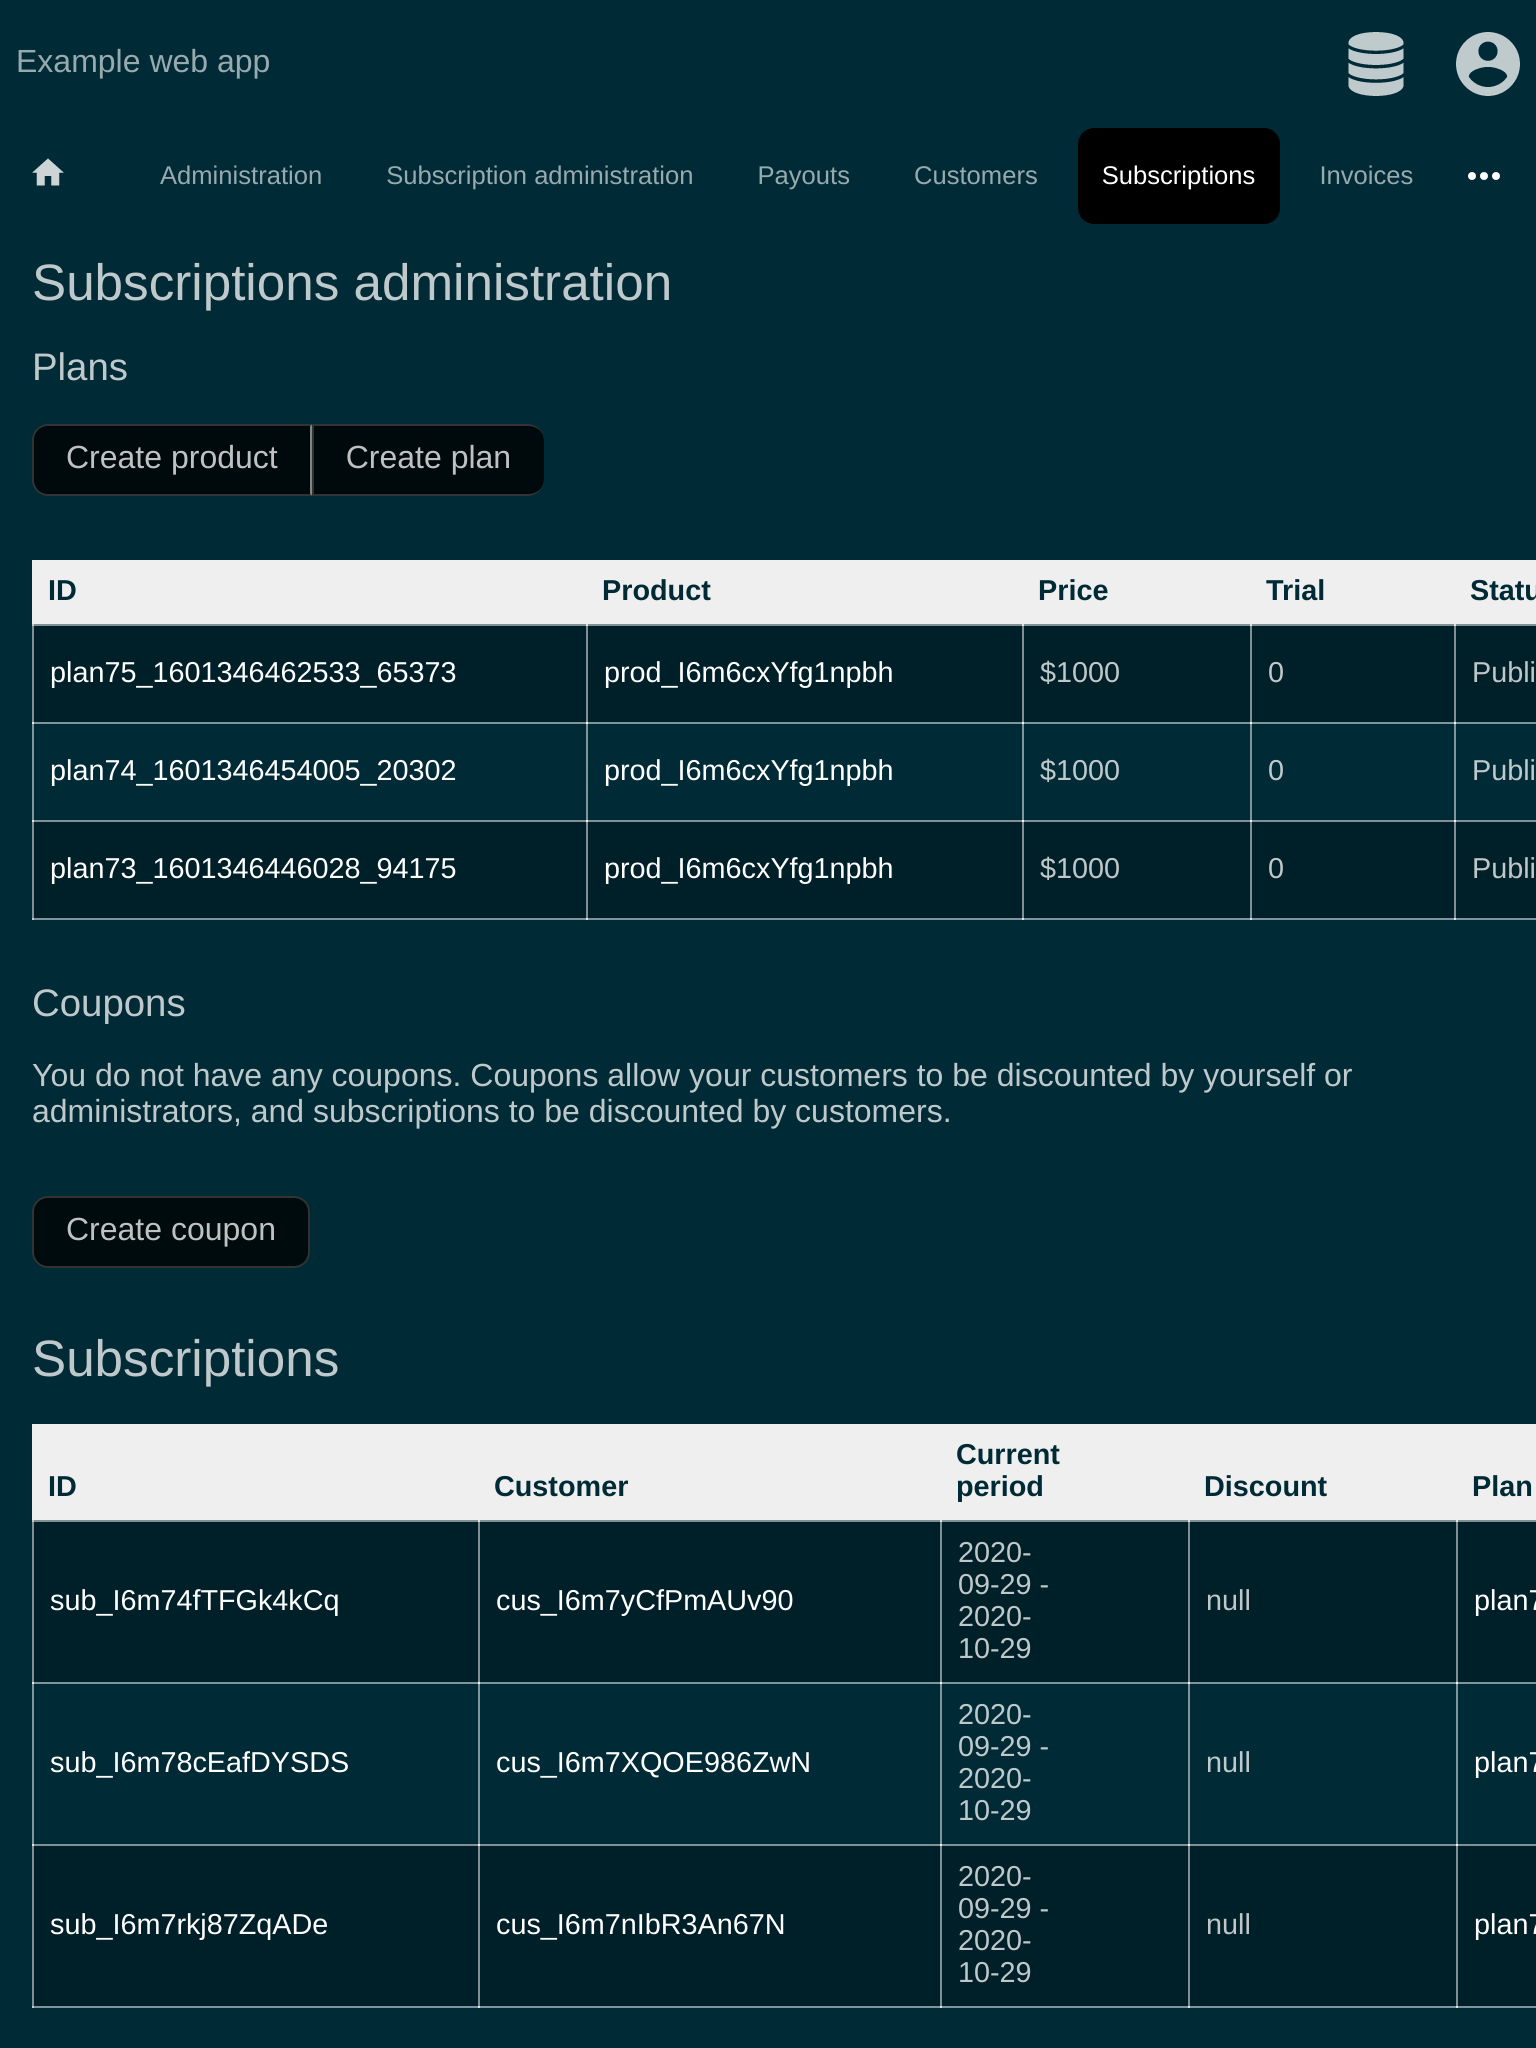 Example web app
Administration Subscription administration Payouts Customers Subscriptions Invoices
Subscriptions administration
Plans
Create product Create plan
ID Product Price Trial Statu
plan75_1601346462533_65373 prod_I6m6cxYfg1npbh $1000 0 Publi
plan74_1601346454005_20302 prod_I6m6cxYfg1npbh $1000 0 Publi
plan73_1601346446028_94175 prod_I6m6cxYfg1npbh $1000 0 Publi
Coupons
You do not have any coupons. Coupons allow your customers to be discounted by yourself or
administrators, and subscriptions to be discounted by customers.
Create coupon
Subscriptions
ID Customer Current period Discount Plan
sub_I6m74fTFGk4kCq cus_I6m7yCfPmAUv90 2020-09-29 - 2020-10-29 null plan7
sub_I6m78cEafDYSDS cus_I6m7XQOE986ZwN 2020-09-29 - 2020-10-29 null plan7
sub_I6m7rkj87ZqADe cus_I6m7nIbR3An67N 2020-09-29 - 2020-10-29 null plan7